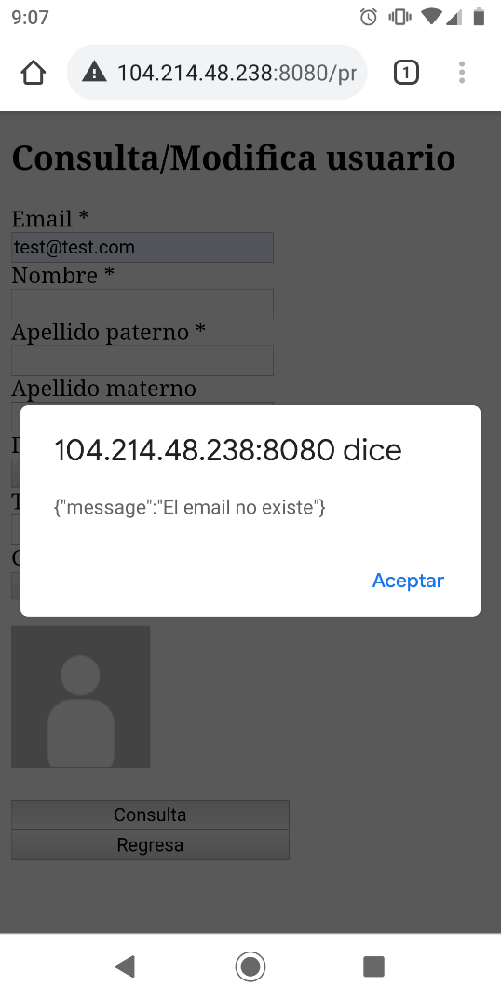 9:07
104.214.48.238:8080/pr
1
Consulta/Modifica usuario
Email *
test@test.com
Nombre *
Apellido paterno *
Apellido materno
104.214.48.238:8080 dice
{"message":"El email no existe"}
Aceptar
Consulta
Regresa